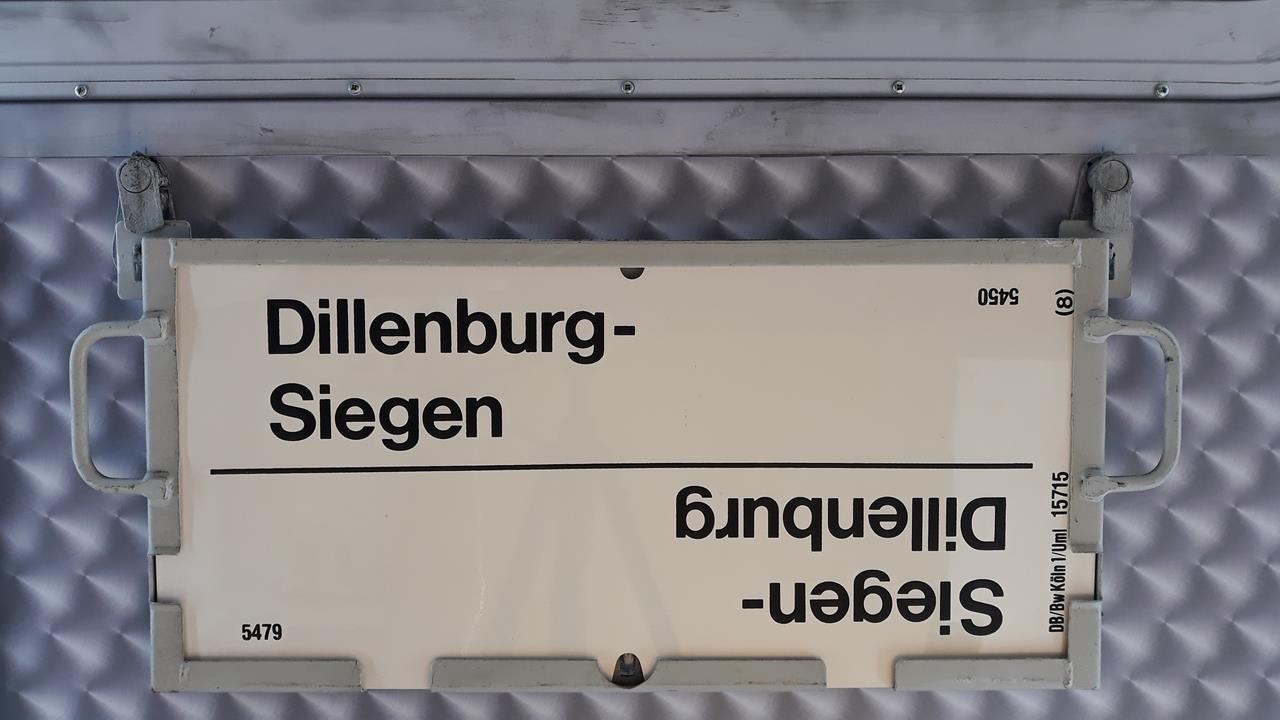 Dillenburg-
Siegen
5479
Siegen-
Dillenburg
5450
DB/Bw Köln 1/Uml 15715 (8)